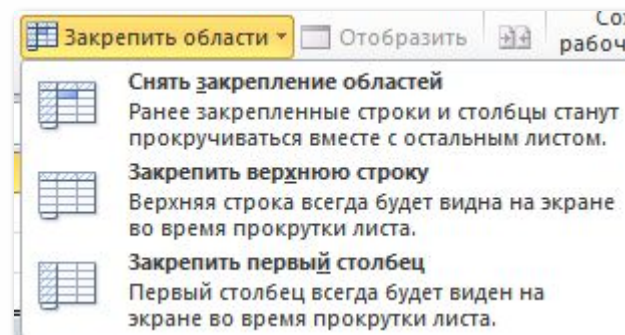 Закрепить области
Отобразить
рабоч
Снять закрепление областей
Ранее закрепленные строки и столбцы станут
прокручиваться вместе с остальным листом.
Закрепить верхнюю строку
Верхняя строка всегда будет видна на экране
во время прокрутки листа.
Закрепить первый столбец
Первый столбец всегда будет виден на
экране во время прокрутки листа.